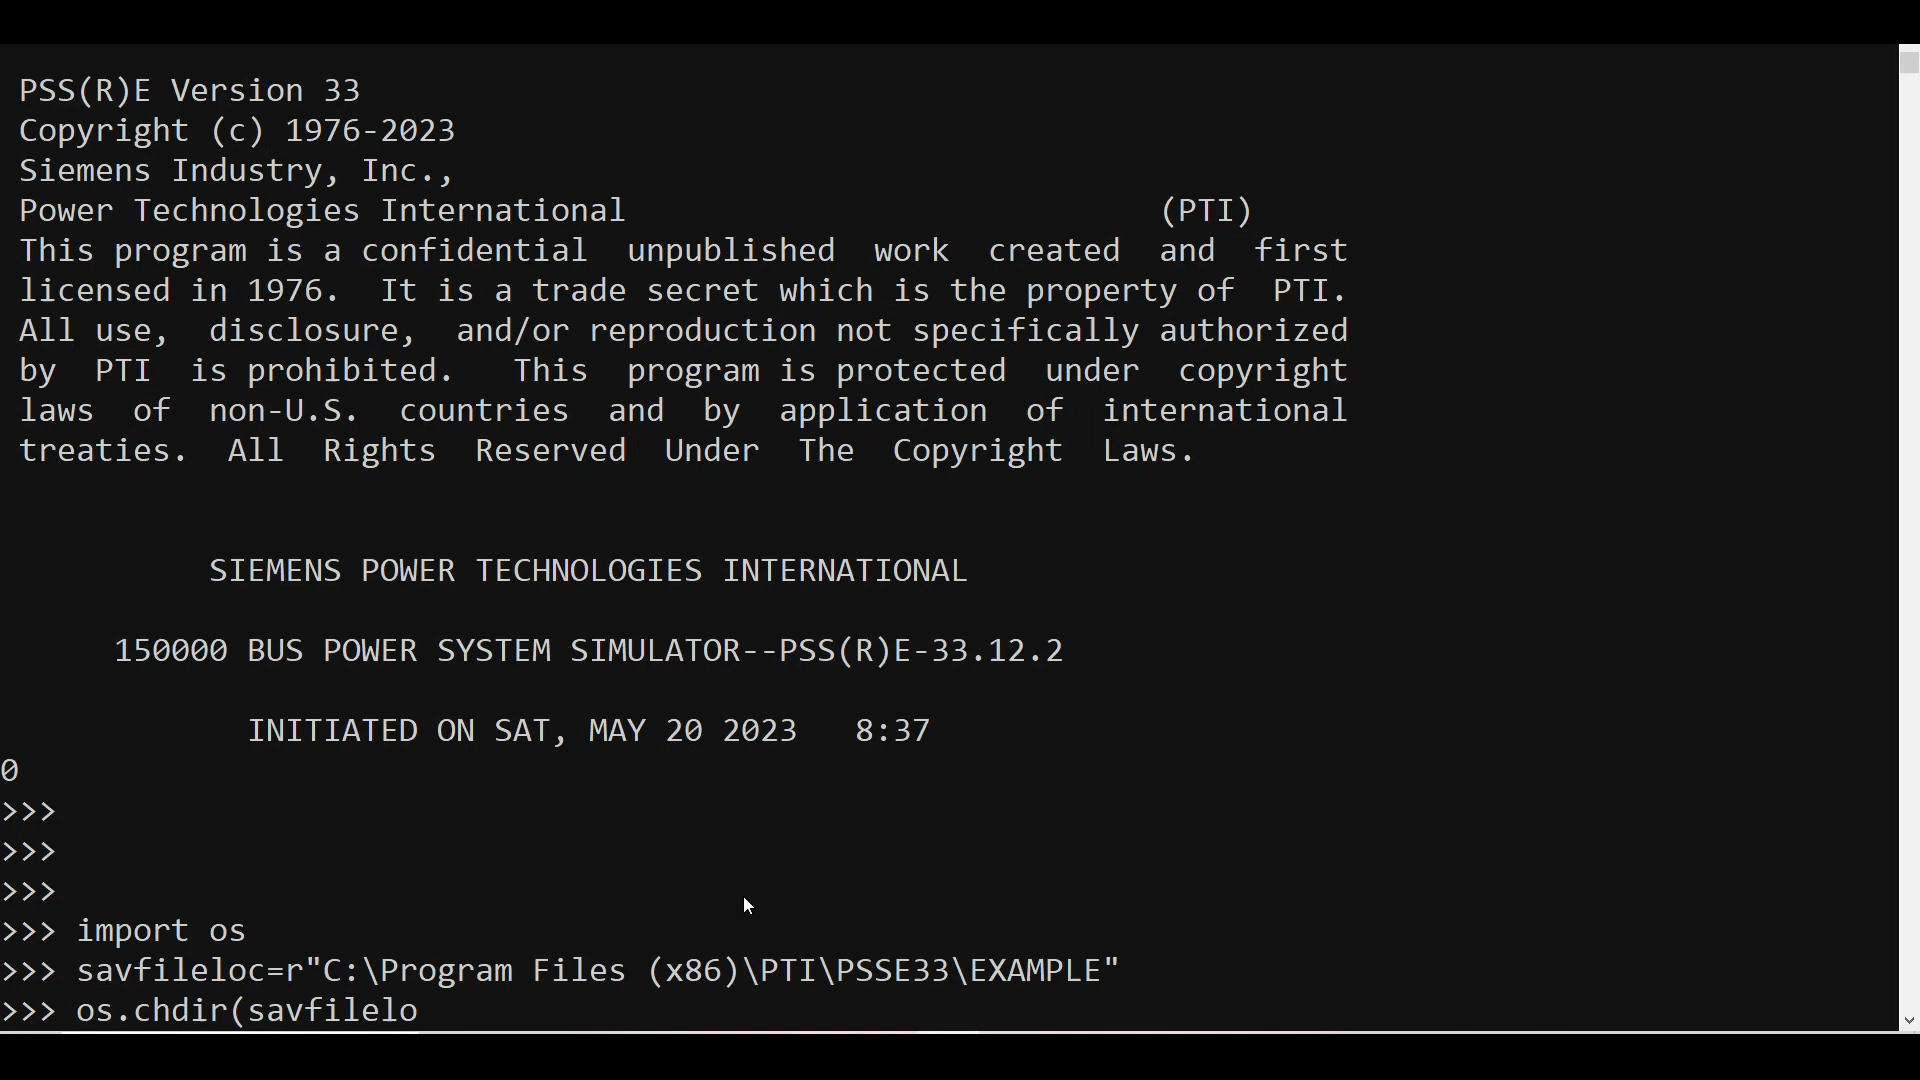 PSS(R)E Version 33
Copyright (c) 1976-2023
Siemens Industry, Inc.,
Power Technologies International                            (PTI)
This program is a confidential  unpublished  work  created  and  first
licensed in 1976.  It is a trade secret which is the property of  PTI.
All use,  disclosure,  and/or reproduction not specifically authorized
by  PTI  is prohibited.   This  program is protected  under  copyright
laws  of  non-U.S.  countries  and  by  application  of  international
treaties.  All  Rights  Reserved  Under  The  Copyright  Laws.
SIEMENS POWER TECHNOLOGIES INTERNATIONAL
150000 BUS POWER SYSTEM SIMULATOR--PSS(R)E-33.12.2
INITIATED ON SAT, MAY 20 2023   8:37
0
>>>
>>>
>>>
>>> import os
>>> savfileloc=r"C:\Program Files (x86)\PTI\PSSE33\EXAMPLE"
>>> os.chdir(savfilelo